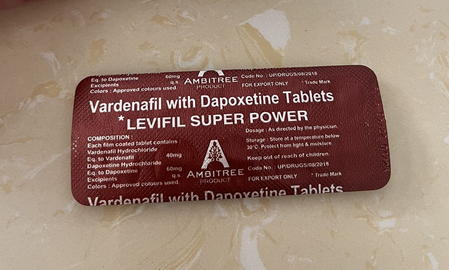 Eq. to Dapoxetine 60mg
Excipients q.s.
Colors : Approved colours used.
AMBITREE
PRODUCT
Code No. : UP/DRUGS/08/2018
FOR EXPORT ONLY * Trade Mark
Vardenafil with Dapoxetine Tablets
*LEVIFIL SUPER POWER
COMPOSITION :
Each film coated tablet contains
Vardenafil Hydrochloride
Eq. to Vardenafil 40mg
Dapoxetine Hydrochloride
Eq. to Dapoxetine 60mg
Excipients q.s.
Colors : Approved colours used.
AMBITREE
PRODUCT
Dosage : As directed by the physician.
Storage : Store at a temperature below
30°C. Protect from light & moisture.
Keep out of reach of children.
Code No. : UP/DRUGS/08/2018
FOR EXPORT ONLY * Trade Mark
Vardenafil with Dapoxetine Tablets